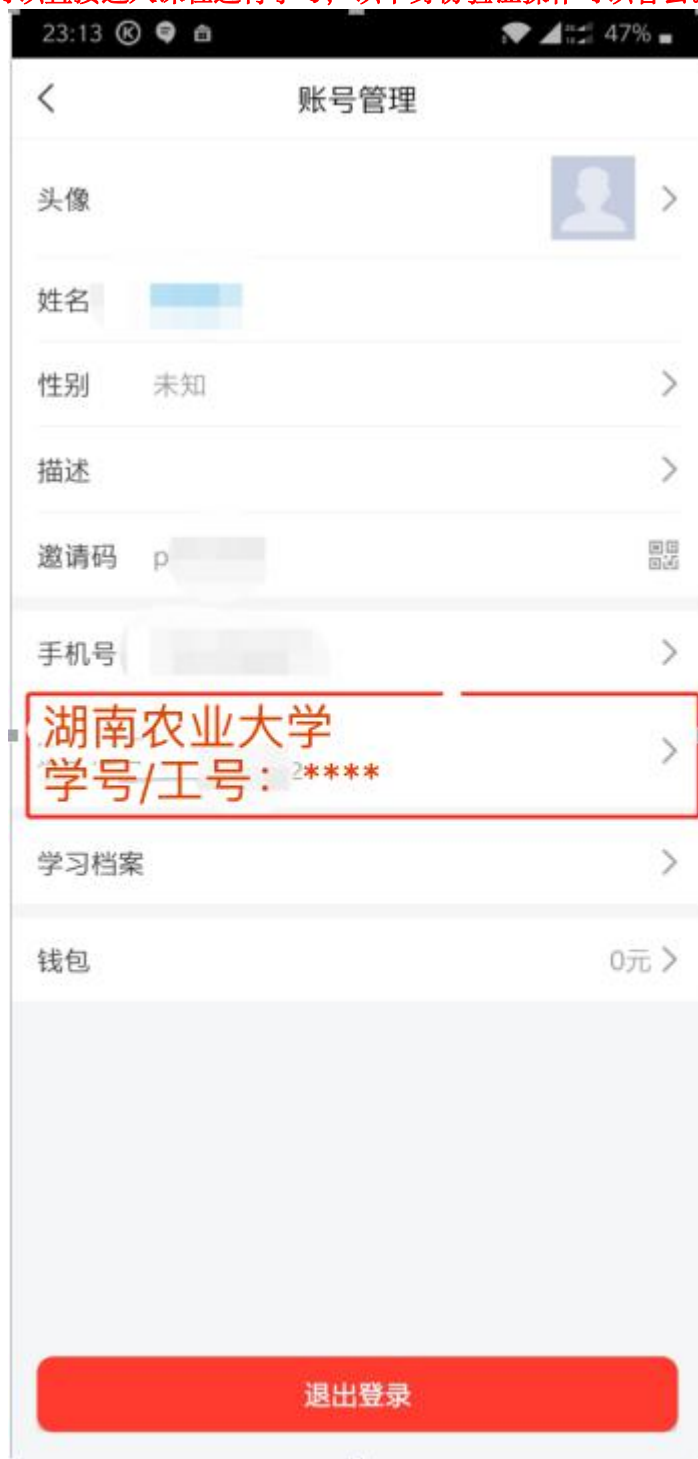 23:13 47%
账号管理
头像
姓名
性别 未知
描述
邀请码 p
手机号
湖南农业大学
学号/工号: 2****
学习档案
钱包 0元
退出登录